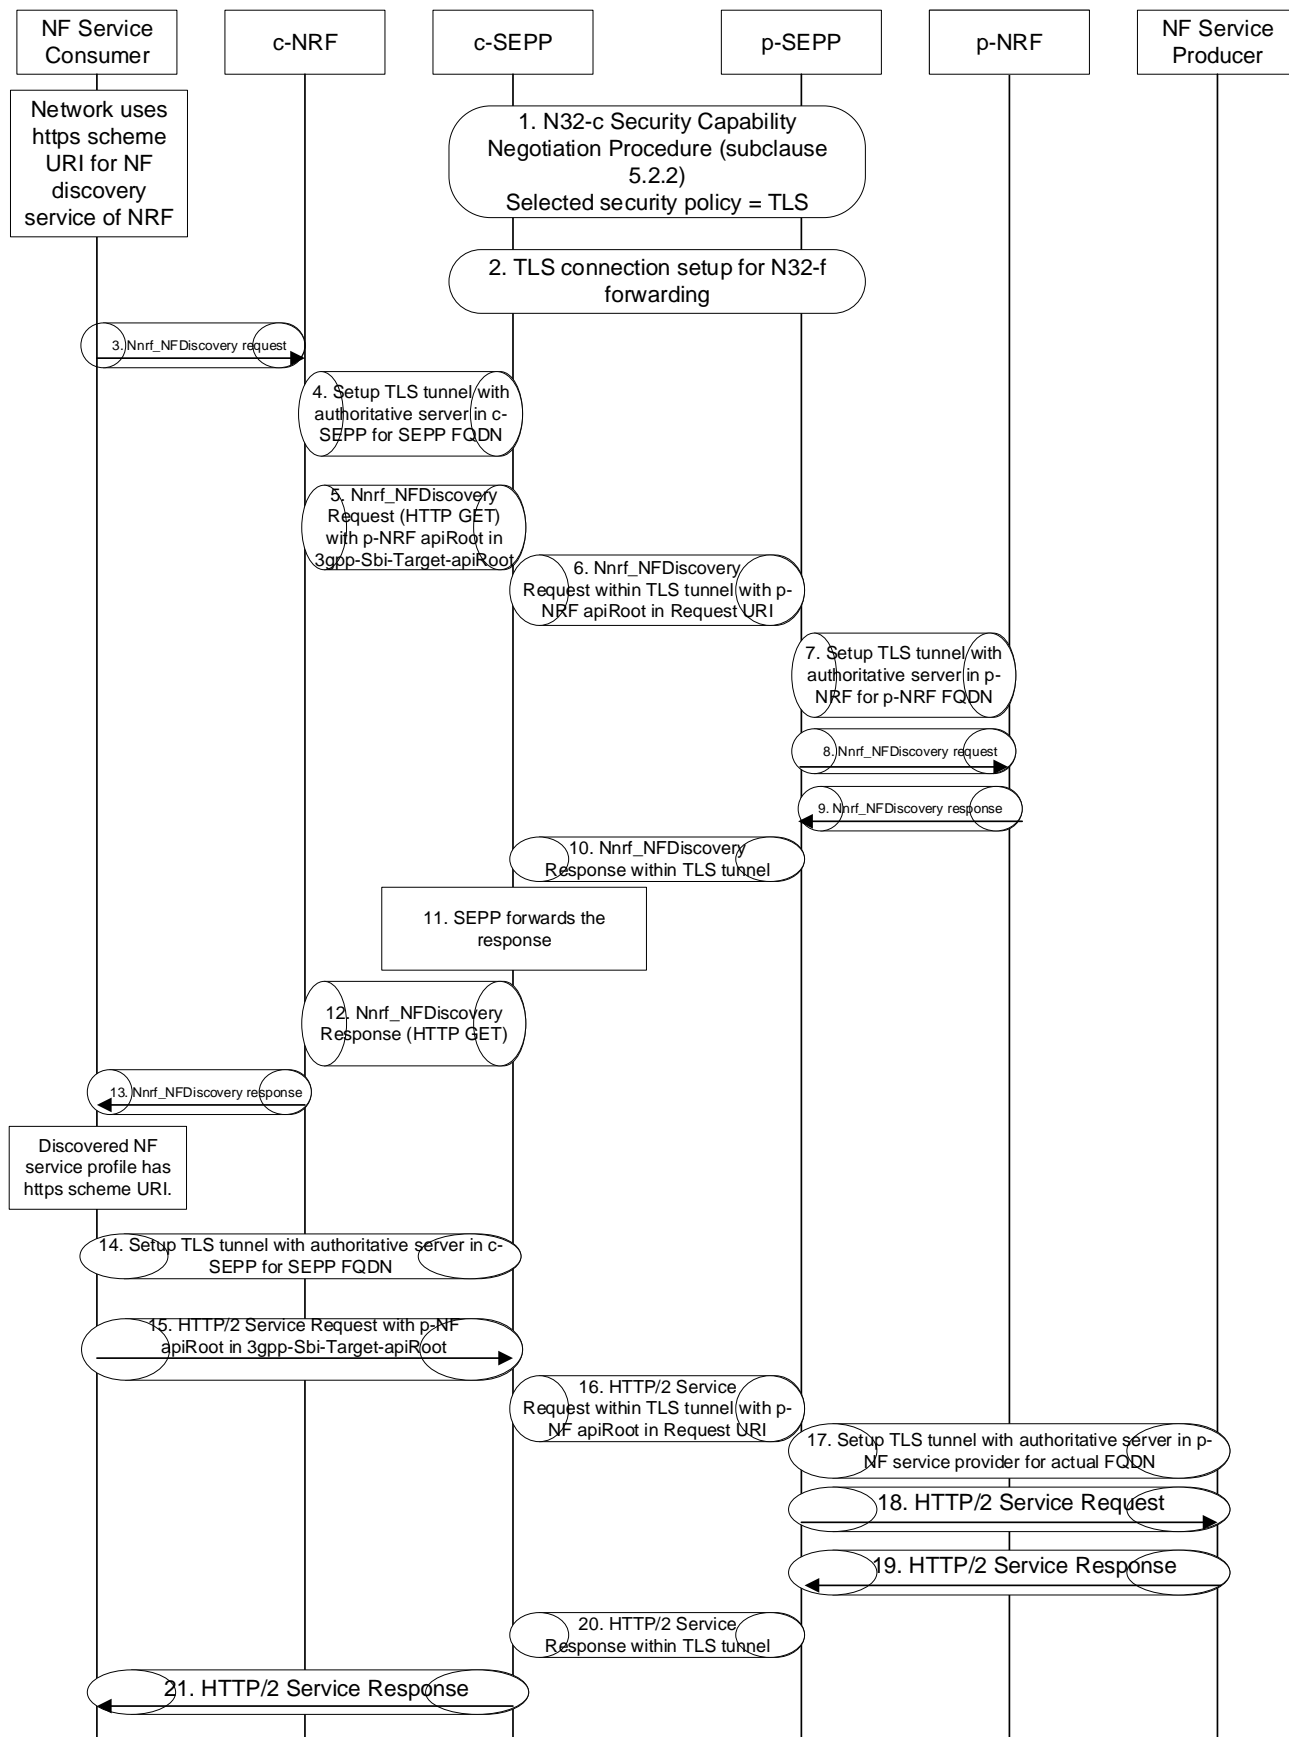 NF Service
Consumer
c-NRF
c-SEPP
p-SEPP
p-NRF
NF Service
Producer
Network uses
https scheme
URI for NF
discovery
service of NRF
1. N32-c Security Capability
Negotiation Procedure (subclause
5.2.2)
Selected security policy = TLS
2. TLS connection setup for N32-f
forwarding
3. Nnrf_NFDiscovery request
4. Setup TLS tunnel with
authoritative server in c-
SEPP for SEPP FQDN
5. Nnrf_NFDiscovery
Request (HTTP GET)
with p-NRF apiRoot in
3gpp-Sbi-Target-apiRoot
6. Nnrf_NFDiscovery
Request within TLS tunnel with p-
NRF apiRoot in Request URI
7. Setup TLS tunnel with
authoritative server in p-
NRF for p-NRF FQDN
8. Nnrf_NFDiscovery request
9. Nnrf_NFDiscovery response
10. Nnrf_NFDiscovery
Response within TLS tunnel
11. SEPP forwards the
response
12. Nnrf_NFDiscovery
Response (HTTP GET)
13. Nnrf_NFDiscovery response
Discovered NF
service profile has
https scheme URI.
14. Setup TLS tunnel with authoritative server in c-
SEPP for SEPP FQDN
15. HTTP/2 Service Request with p-NF
apiRoot in 3gpp-Sbi-Target-apiRoot
16. HTTP/2 Service
Request within TLS tunnel with p-
NF apiRoot in Request URI
17. Setup TLS tunnel with authoritative server in p-
NF service provider for actual FQDN
18. HTTP/2 Service Request
19. HTTP/2 Service Response
20. HTTP/2 Service
Response within TLS tunnel
21. HTTP/2 Service Response